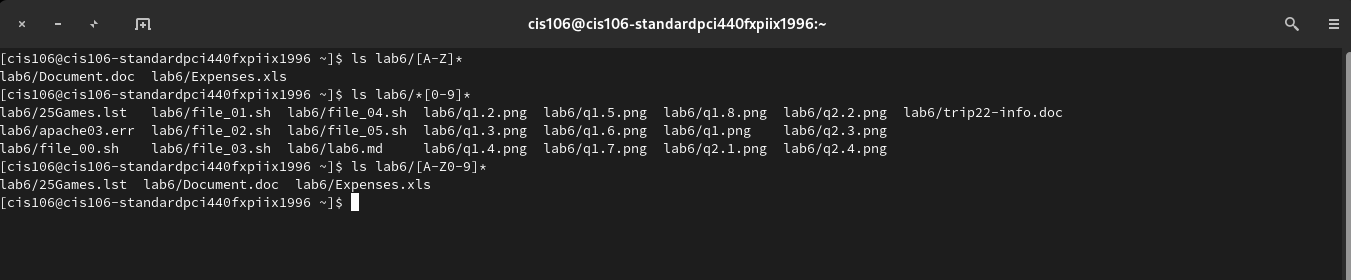 cis106@cis106-standardpci440fxpiix1996:~
[cis106@cis106-standardpci440fxpiix1996 ~]$ ls lab6/[A-Z]*
lab6/Document.doc  lab6/Expenses.xls
[cis106@cis106-standardpci440fxpiix1996 ~]$ ls lab6/*[0-9]*
lab6/25Games.lst   lab6/file_01.sh  lab6/file_04.sh  lab6/q1.2.png  lab6/q1.5.png  lab6/q1.8.png  lab6/q2.2.png  lab6/trip22-info.doc
lab6/apache03.err  lab6/file_02.sh  lab6/file_05.sh  lab6/q1.3.png  lab6/q1.6.png  lab6/q1.png    lab6/q2.3.png
lab6/file_00.sh    lab6/file_03.sh  lab6/lab6.md     lab6/q1.4.png  lab6/q1.7.png  lab6/q2.1.png  lab6/q2.4.png
[cis106@cis106-standardpci440fxpiix1996 ~]$ ls lab6/[A-Z0-9]*
lab6/25Games.lst  lab6/Document.doc  lab6/Expenses.xls
[cis106@cis106-standardpci440fxpiix1996 ~]$